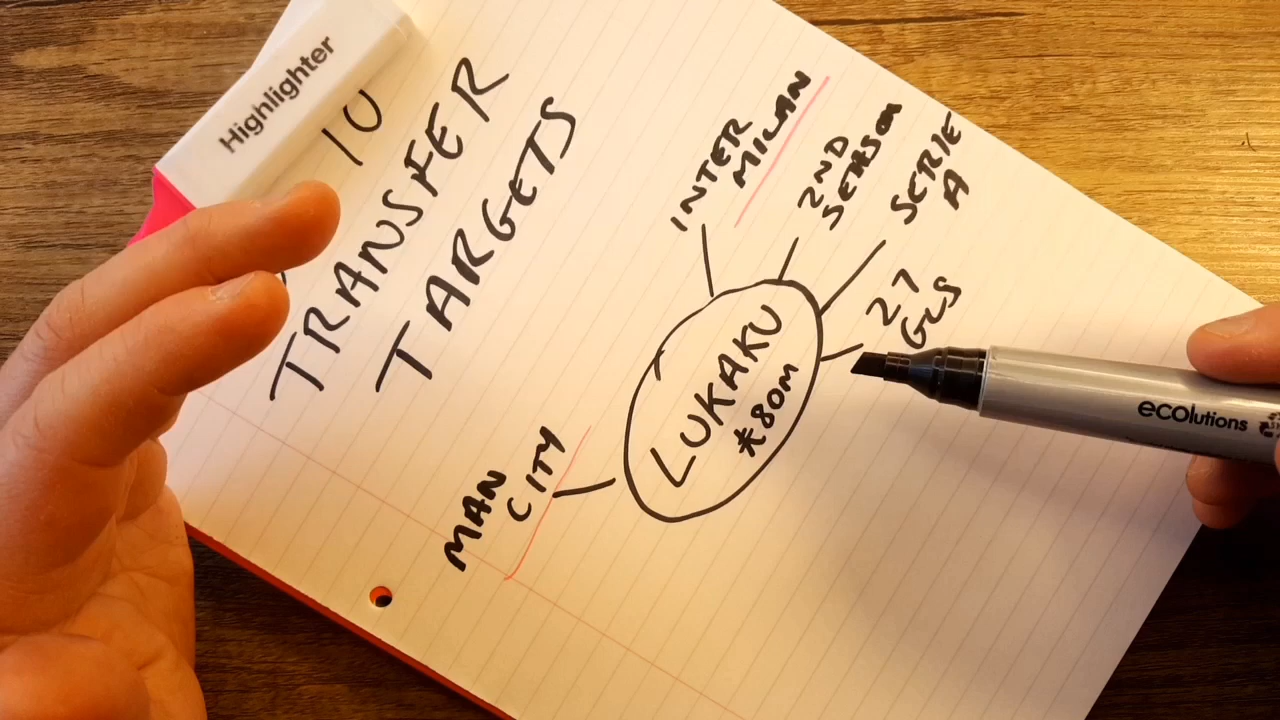 Highlighter
10
TRANSFER
TARGETS
INTER
MILAN
2ND
SEASON
SERIE
A
27
GLS
LUKAKU
*80M
MAN
CITY
ecolutions